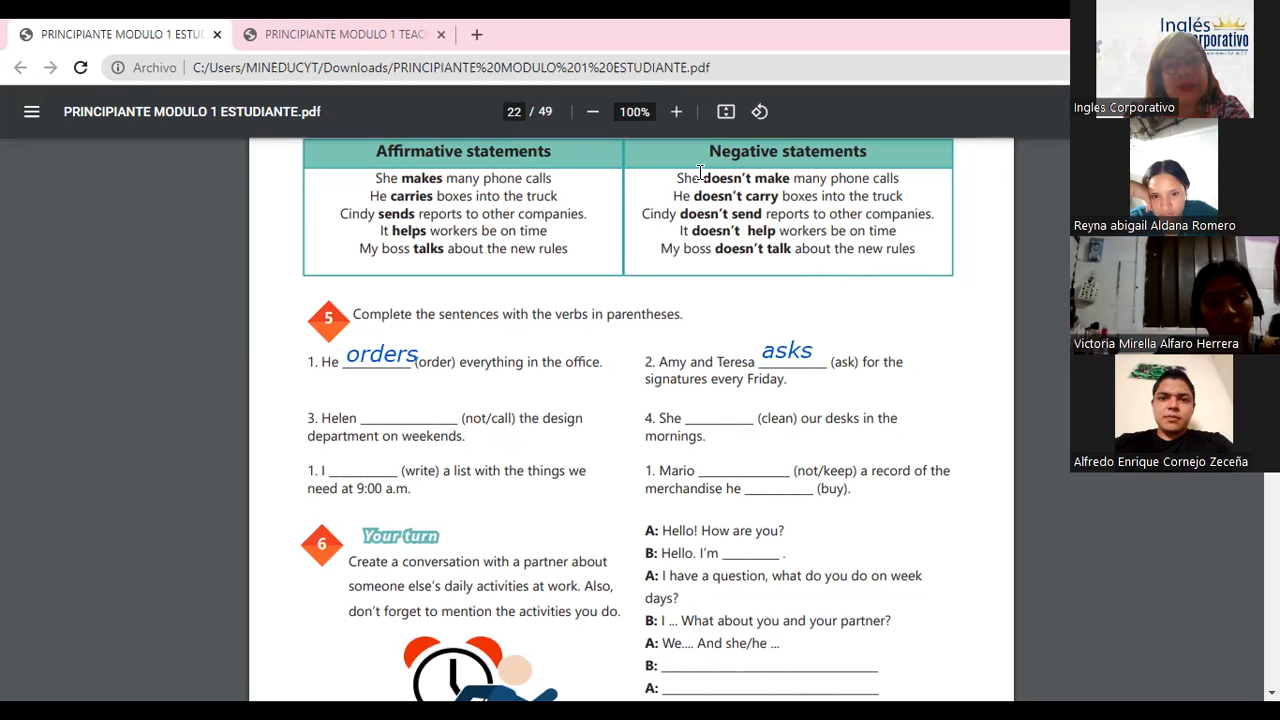 PRINCIPIANTE MODULO 1 ESTUD
PRINCIPIANTE MODULO 1 TEAC
Archivo
C:/Users/MINEDUCYT/Downloads/PRINCIPIANTE%20MODULO%201%20ESTUDIANTE.pdf
PRINCIPIANTE MODULO 1 ESTUDIANTE.pdf
22 / 49
100%
Affirmative statements
She makes many phone calls
He carries boxes into the truck
Cindy sends reports to other companies.
It helps workers be on time
My boss talks about the new rules
Negative statements
She doesn't make many phone calls
He doesn't carry boxes into the truck
Cindy doesn't send reports to other companies.
It doesn't help workers be on time
My boss doesn't talk about the new rules
5 Complete the sentences with the verbs in parentheses.
1. He orders (order) everything in the office.
2. Amy and Teresa asks (ask) for the
signatures every Friday.
3. Helen ______________ (not/call) the design
department on weekends.
4. She __________ (clean) our desks in the
mornings.
1. I __________ (write) a list with the things we
need at 9:00 a.m.
1. Mario _____________ (not/keep) a record of the
merchandise he __________ (buy).
6 Your turn
Create a conversation with a partner about
someone else's daily activities at work. Also,
don't forget to mention the activities you do.
A: Hello! How are you?
B: Hello. I'm ________ .
A: I have a question, what do you do on week
days?
B: I ... What about you and your partner?
A: We.... And she/he ...
B: _______________________________
A: _______________________________
Inglés
Corporativo
Ingles Corporativo
Reyna abigail Aldana Romero
Victoria Mirella Alfaro Herrera
Alfredo Enrique Cornejo Zeceña